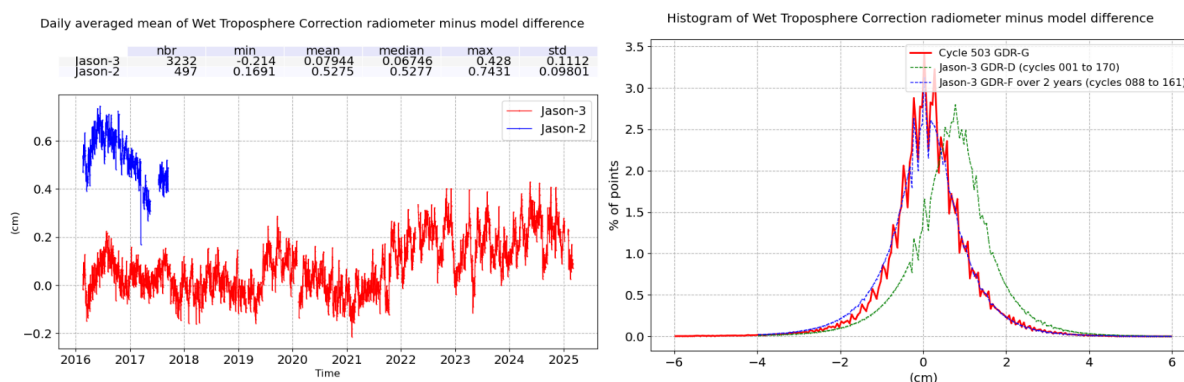 Daily averaged mean of Wet Troposphere Correction radiometer minus model difference
nbr min mean median max std
Jason-3 3232 -0.214 0.07944 0.06746 0.428 0.1112
Jason-2 497 0.1691 0.5275 0.5277 0.7431 0.09801
Jason-3
Jason-2
0.6
0.4
0.2
0.0
−0.2
(cm)
2016 2017 2018 2019 2020 2021 2022 2023 2024 2025
Time
Histogram of Wet Troposphere Correction radiometer minus model difference
Cycle 503 GDR-G
Jason-3 GDR-D (cycles 001 to 170)
Jason-3 GDR-F over 2 years (cycles 088 to 161)
3.5
3.0
2.5
2.0
1.5
1.0
0.5
0.0
% of points
−6 −4 −2 0 2 4 6
(cm)